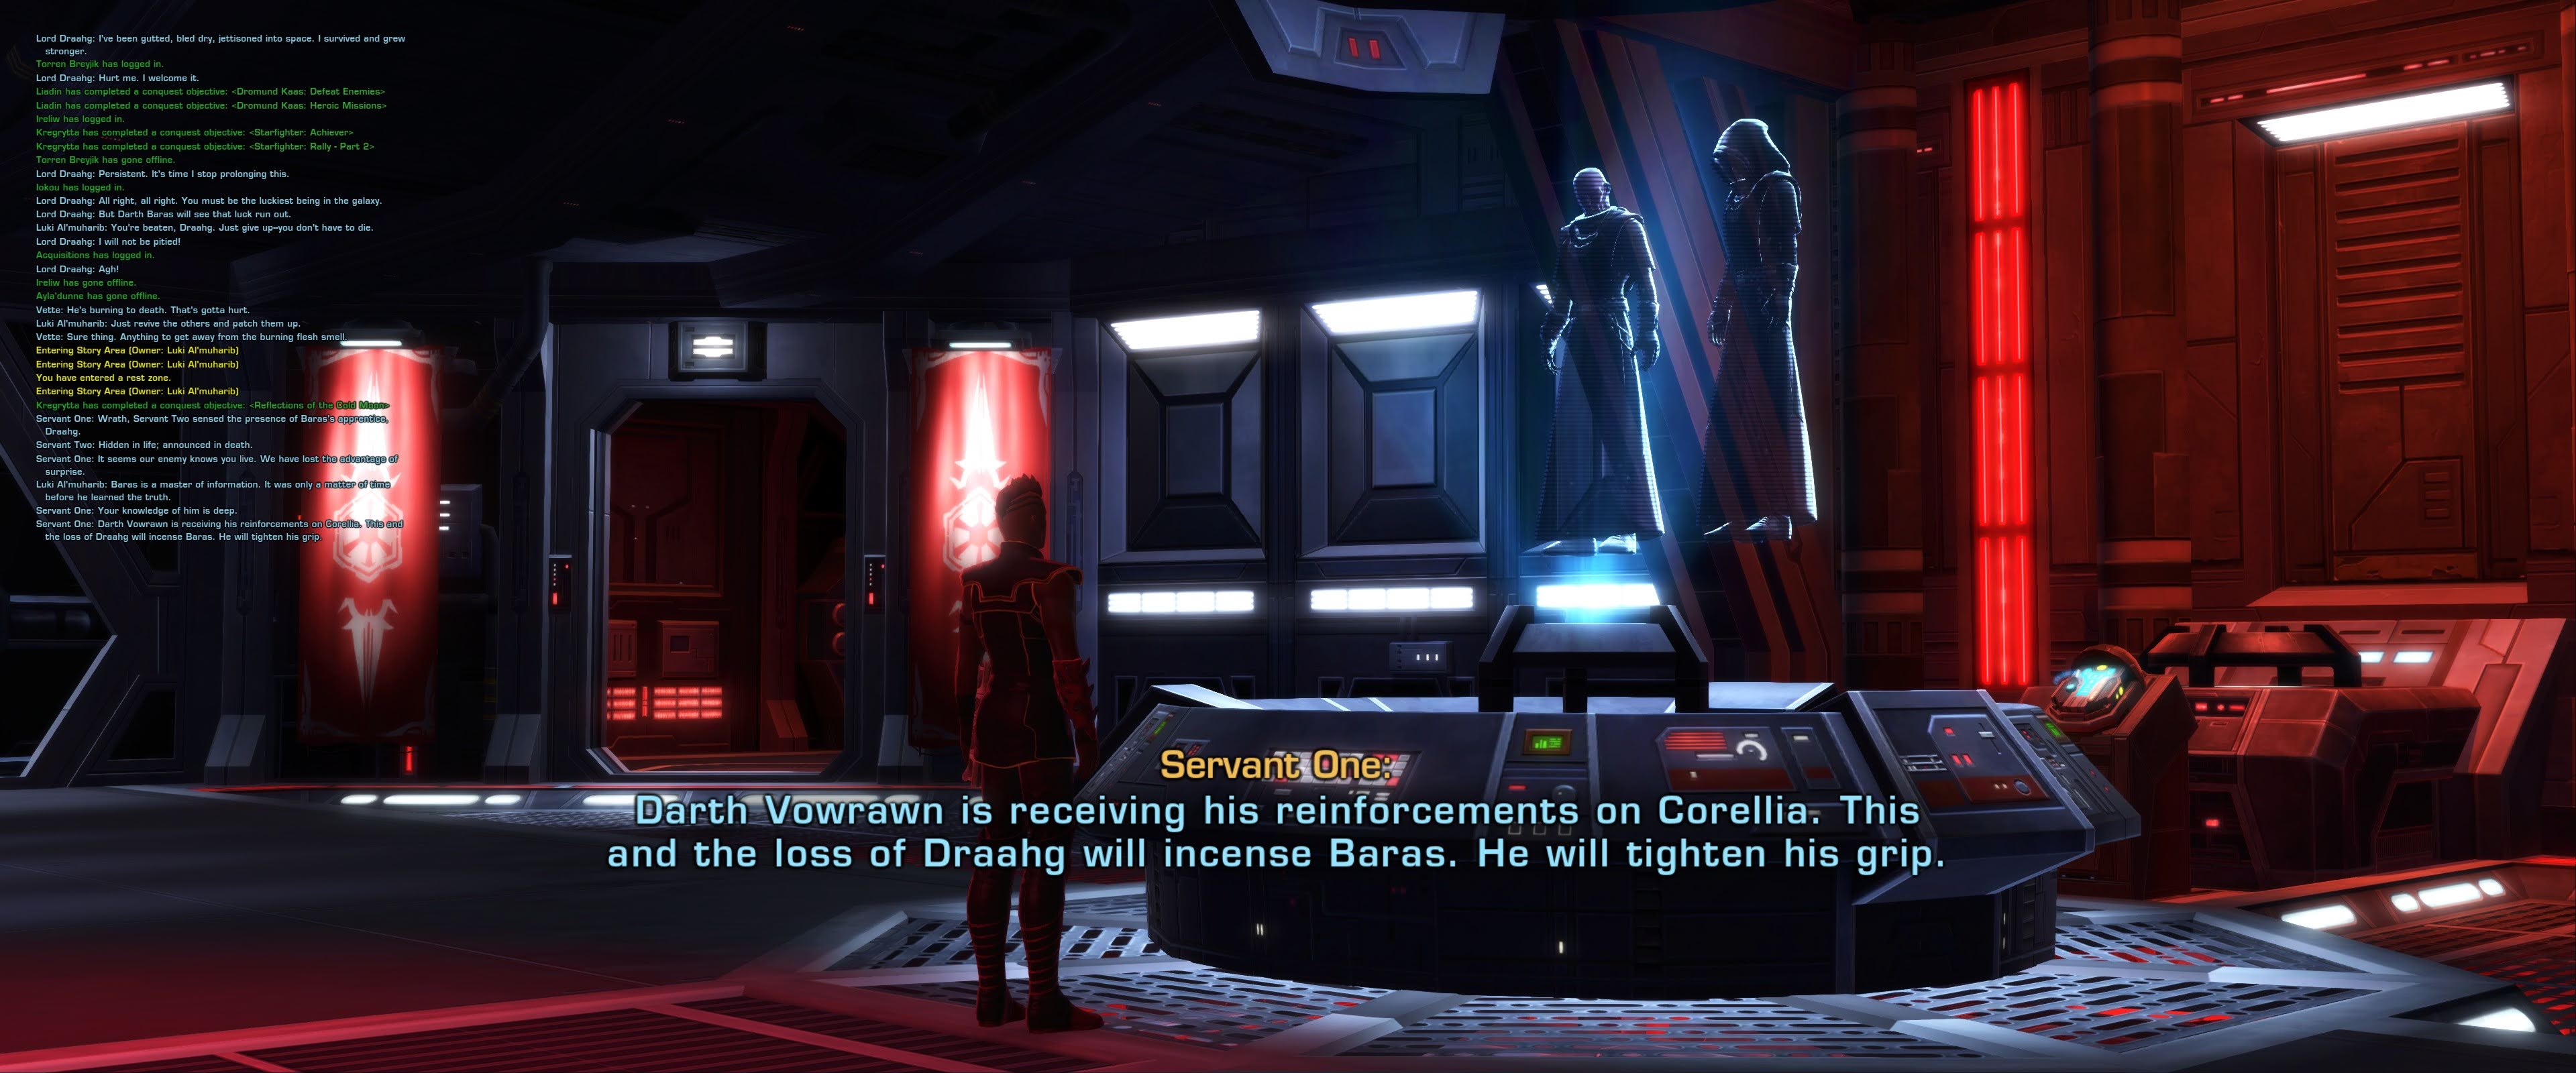 Lord Draahg: I've been gutted, bled dry, jettisoned into space. I survived and grew
stronger.
Torren Breyjik has logged in.
Lord Draahg: Hurt me. I welcome it.
Liadin has completed a conquest objective: <Dromund Kaas: Defeat Enemies>
Liadin has completed a conquest objective: <Dromund Kaas: Heroic Missions>
Ireliw has logged in.
Kregrytta has completed a conquest objective: <Starfighter: Achiever>
Kregrytta has completed a conquest objective: <Starfighter: Rally - Part 2>
Torren Breyjik has gone offline.
Lord Draahg: Persistent. It's time I stop prolonging this.
Iokou has logged in.
Lord Draahg: All right, all right. You must be the luckiest being in the galaxy.
Lord Draahg: But Darth Baras will see that luck run out.
Luki Al'muharib: You're beaten, Draahg. Just give up--you don't have to die.
Lord Draahg: I will not be pitied!
Acquisitions has logged in.
Lord Draahg: Agh!
Ireliw has gone offline.
Ayla'dunne has gone offline.
Vette: He's burning to death. That's gotta hurt.
Luki Al'muharib: Just revive the others and patch them up.
Vette: Sure thing. Anything to get away from the burning flesh smell.
Entering Story Area (Owner: Luki Al'muharib)
Entering Story Area (Owner: Luki Al'muharib)
You have entered a rest zone.
Entering Story Area (Owner: Luki Al'muharib)
Kregrytta has completed a conquest objective: <Reflections of the Cold Moon>
Servant One: Wrath, Servant Two sensed the presence of Baras's apprentice,
Draahg.
Servant Two: Hidden in life; announced in death.
Servant One: It seems our enemy knows you live. We have lost the advantage of
surprise.
Luki Al'muharib: Baras is a master of information. It was only a matter of time
before he learned the truth.
Servant One: Your knowledge of him is deep.
Servant One: Darth Vowrawn is receiving his reinforcements on Corellia. This and
the loss of Draahg will incense Baras. He will tighten his grip.
Servant One:
Darth Vowrawn is receiving his reinforcements on Corellia. This
and the loss of Draahg will incense Baras. He will tighten his grip.